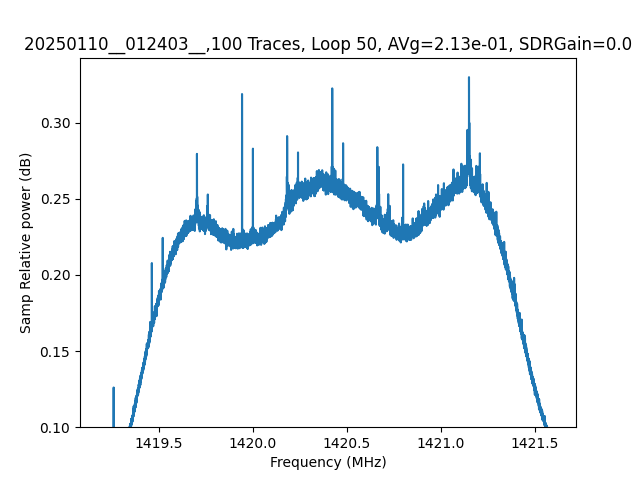 20250110__012403__,100 Traces, Loop 50, AVg=2.13e-01, SDRGain=0.0
Samp Relative power (dB)
0.30
0.25
0.20
0.15
0.10
1419.5 1420.0 1420.5 1421.0 1421.5
Frequency (MHz)